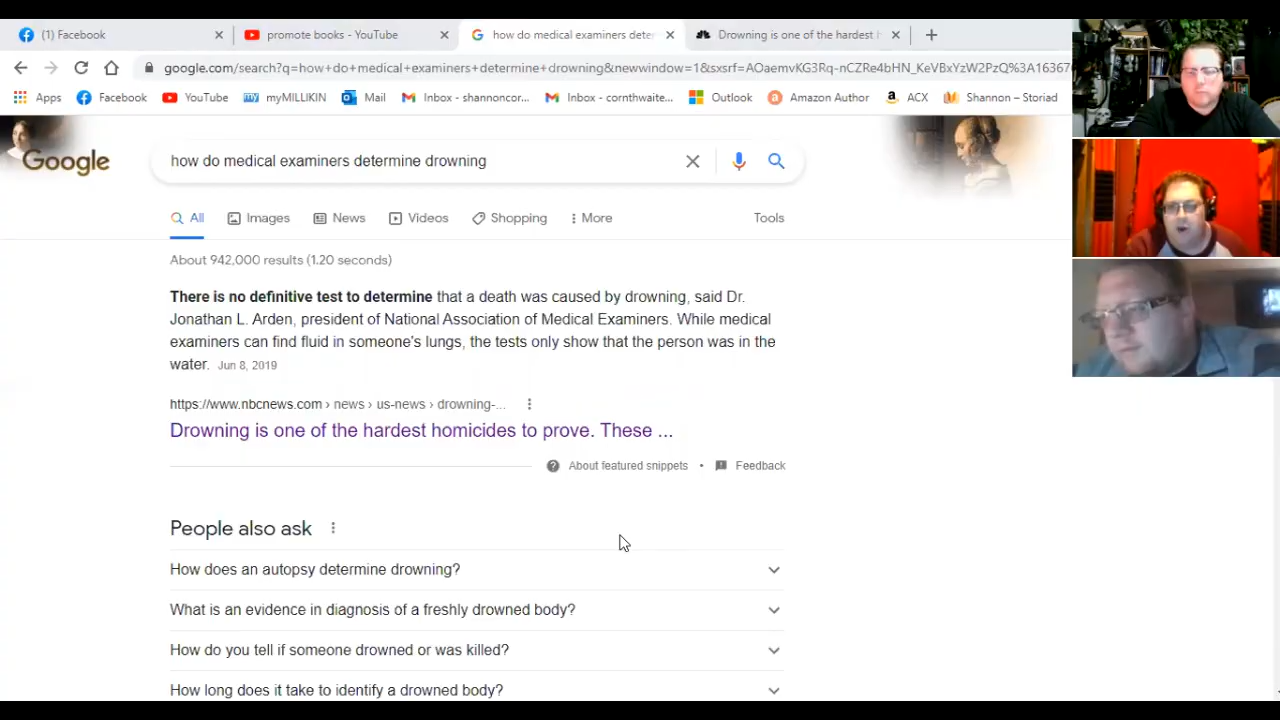 (1) Facebook
promote books - YouTube
how do medical examiners dete
Drowning is one of the hardest h
google.com/search?q=how+do+medical+examiners+determine+drowning&newwindow=1&sxsrf=AOaemvKG3Rq-nCZRe4bHN_KeVBxYzW2PzQ%3A16367
Apps Facebook YouTube myMILLIKIN Mail Inbox - shannoncor... Inbox - cornthwaite... Outlook Amazon Author ACX Shannon – Storiad
Google
how do medical examiners determine drowning
All Images News Videos Shopping More Tools
About 942,000 results (1.20 seconds)
There is no definitive test to determine that a death was caused by drowning, said Dr.
Jonathan L. Arden, president of National Association of Medical Examiners. While medical
examiners can find fluid in someone's lungs, the tests only show that the person was in the
water. Jun 8, 2019
https://www.nbcnews.com › news › us-news › drowning-...
Drowning is one of the hardest homicides to prove. These ...
About featured snippets • Feedback
People also ask
How does an autopsy determine drowning?
What is an evidence in diagnosis of a freshly drowned body?
How do you tell if someone drowned or was killed?
How long does it take to identify a drowned body?